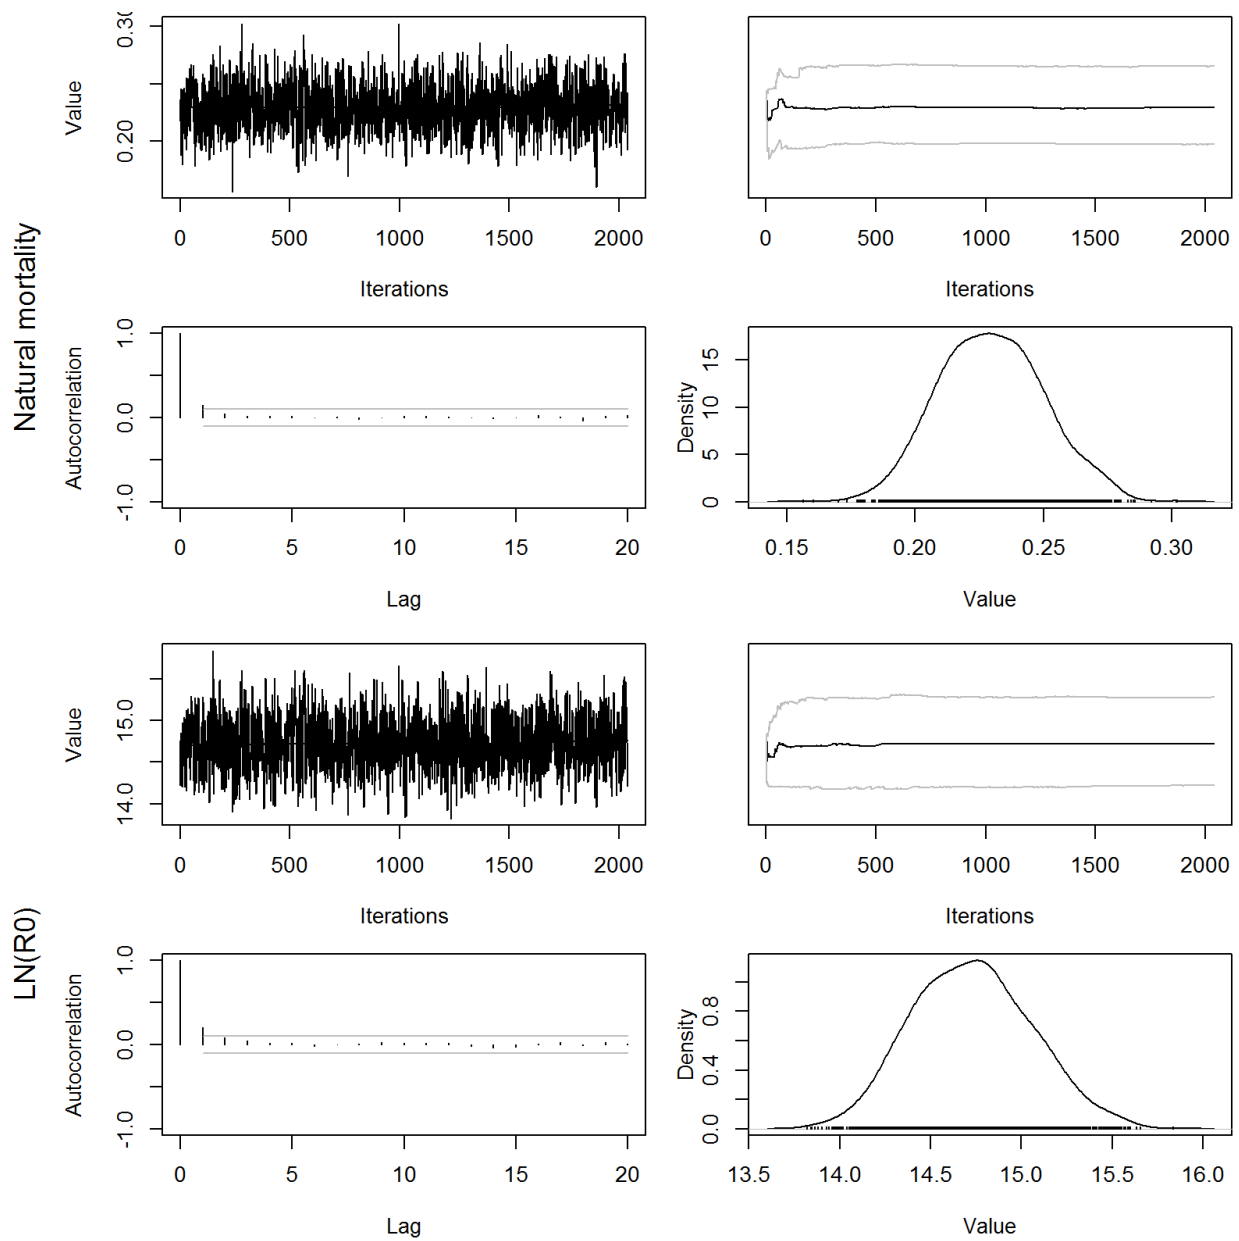 Natural mortality
Value
0.20 0.30
0 500 1000 1500 2000
Iterations
0 500 1000 1500 2000
Iterations
Autocorrelation
-1.0 0.0 1.0
0 5 10 15 20
Lag
Density
0 5 10 15
0.15 0.20 0.25 0.30
Value
LN(R0)
Value
14.0 15.0
0 500 1000 1500 2000
Iterations
0 500 1000 1500 2000
Iterations
Autocorrelation
-1.0 0.0 1.0
0 5 10 15 20
Lag
Density
0.0 0.4 0.8
13.5 14.0 14.5 15.0 15.5 16.0
Value